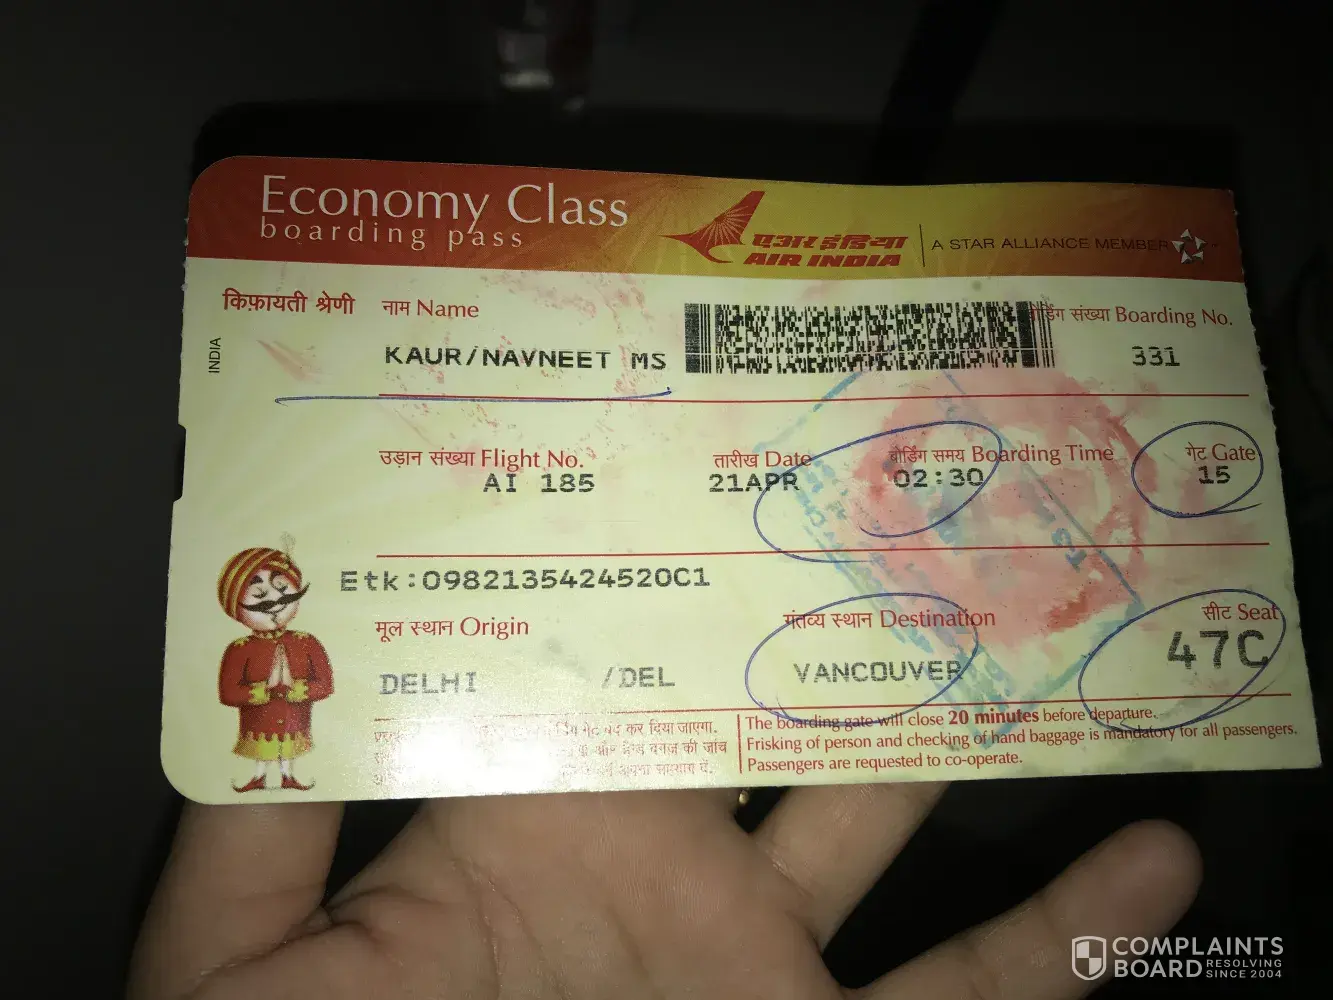 Economy Class
boarding pass
एअर इंडिया
AIR INDIA
A STAR ALLIANCE MEMBER
किफ़ायती श्रेणी
नाम Name
संख्या Boarding No.
INDIA
KAUR/NAVNEET MS
331
उड़ान संख्या Flight No.
तारीख Date
बोर्डिंग समय Boarding Time
गेट Gate
AI 185
21APR
02:30
15
Etk:0982135424520C1
मूल स्थान Origin
गंतव्य स्थान Destination
सीट Seat
DELHI /DEL
VANCOUVER
47C
गेट बंद कर दिया जाएगा.
की जांच
The boarding gate will close 20 minutes before departure.
Frisking of person and checking of hand baggage is mandatory for all passengers.
Passengers are requested to co-operate.
COMPLAINTS
BOARD RESOLVING
SINCE 2004